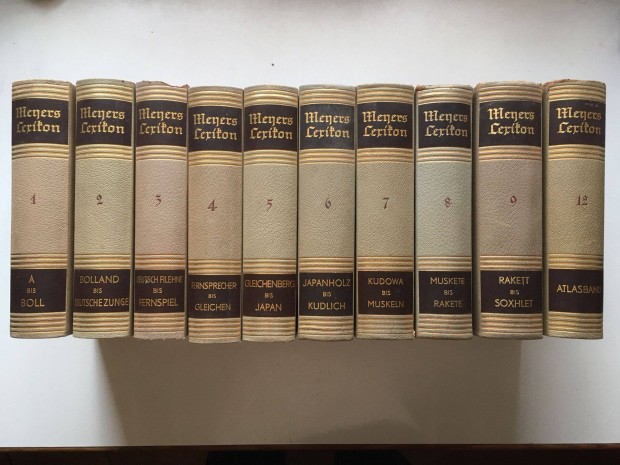 Meyers
Lexikon
1
A
BIS
BOLL
Meyers
Lexikon
2
BOLLAND
BIS
DEUTSCHE ZUNGE
Meyers
Lexikon
3
DEUTSCH FILEHNE
BIS
FERNSPIEL
Meyers
Lexikon
4
FERNSPRECHER
BIS
GLEICHEN
Meyers
Lexikon
5
GLEICHENBERG
BIS
JAPAN
Meyers
Lexikon
6
JAPANHOLZ
BIS
KUDLICH
Meyers
Lexikon
7
KUDOWA
BIS
MUSKELN
Meyers
Lexikon
8
MUSKETE
BIS
RAKETE
Meyers
Lexikon
9
RAKETT
BIS
SOXHLET
Meyers
Lexikon
12
ATLASBAND